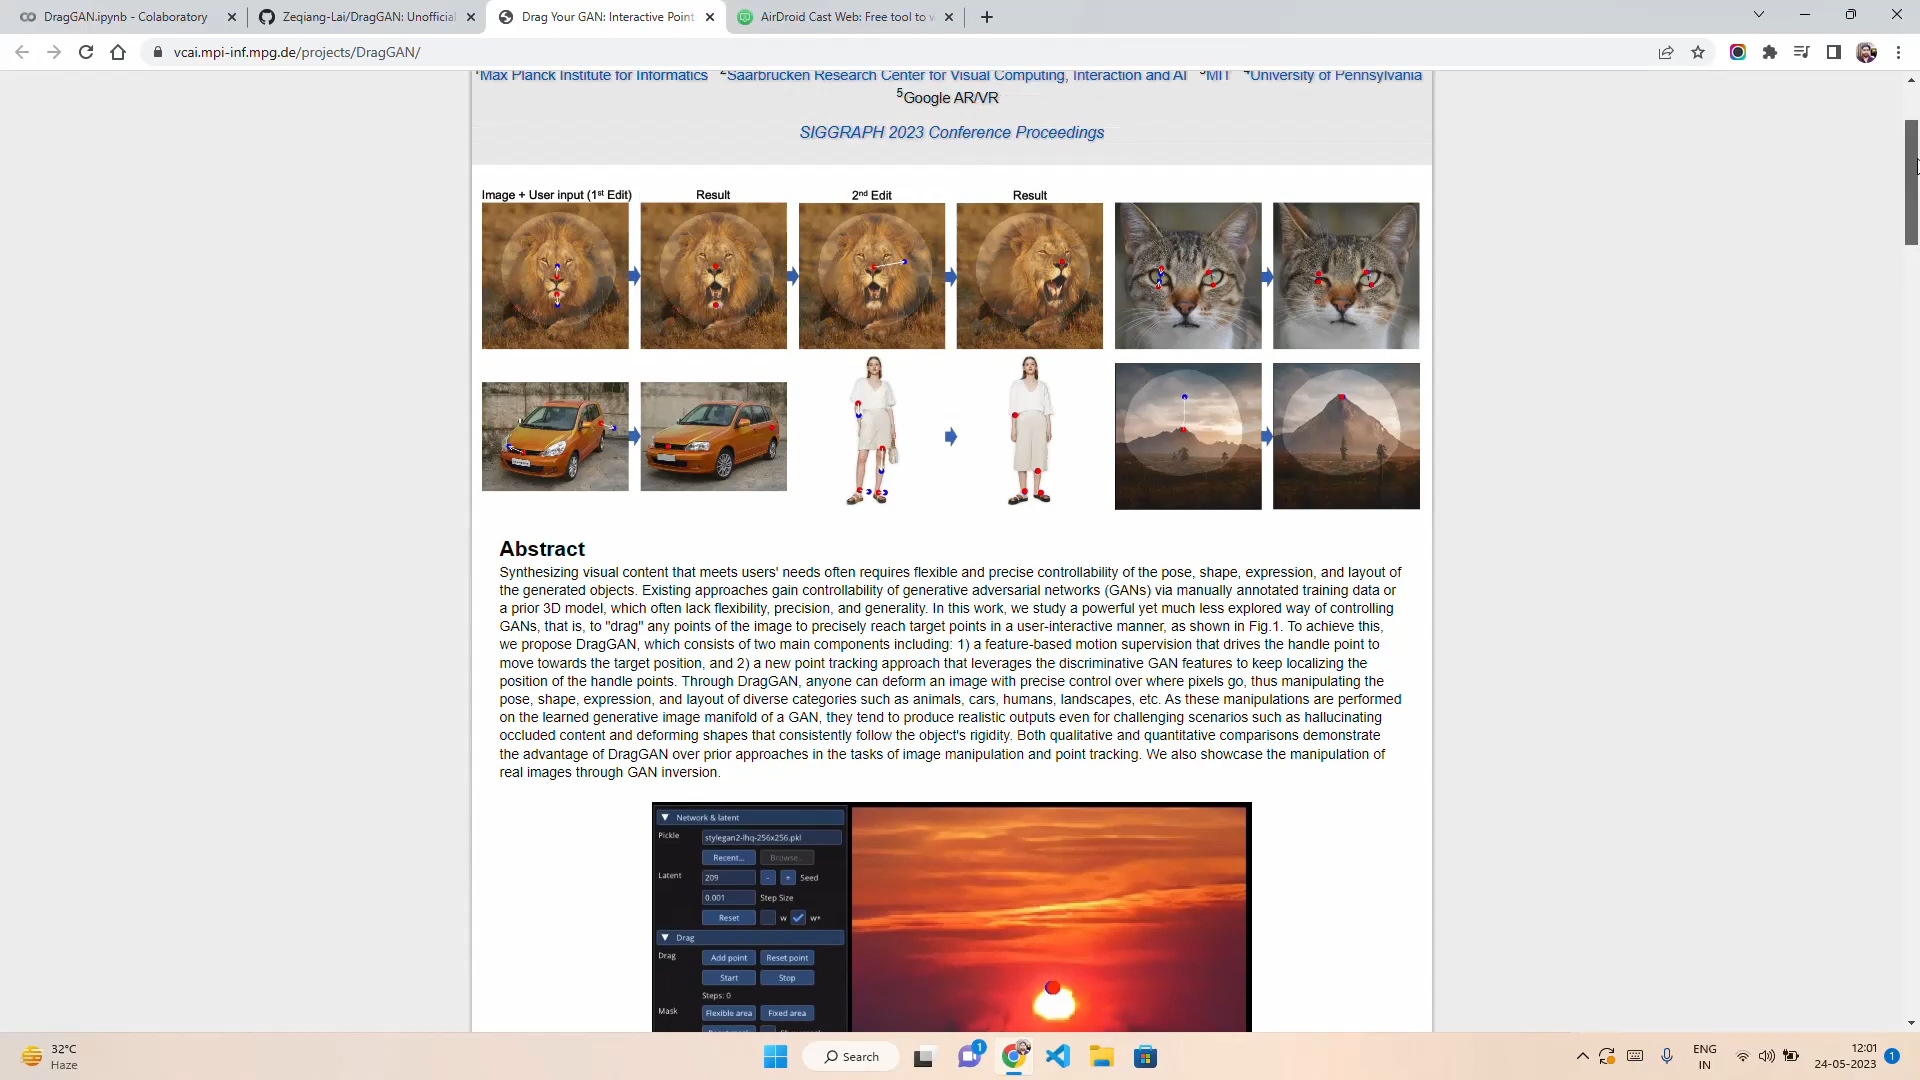 DragGAN.ipynb - Colaboratory
Zeqiang-Lai/DragGAN: Unofficial
Drag Your GAN: Interactive Point
AirDroid Cast Web: Free tool to
vcai.mpi-inf.mpg.de/projects/DragGAN/
1Max Planck Institute for Informatics 2Saarbrucken Research Center for Visual Computing, Interaction and AI 3MIT 4University of Pennsylvania
5Google AR/VR
SIGGRAPH 2023 Conference Proceedings
Image + User input (1st Edit) Result 2nd Edit Result
Abstract
Synthesizing visual content that meets users' needs often requires flexible and precise controllability of the pose, shape, expression, and layout of
the generated objects. Existing approaches gain controllability of generative adversarial networks (GANs) via manually annotated training data or
a prior 3D model, which often lack flexibility, precision, and generality. In this work, we study a powerful yet much less explored way of controlling
GANs, that is, to "drag" any points of the image to precisely reach target points in a user-interactive manner, as shown in Fig.1. To achieve this,
we propose DragGAN, which consists of two main components including: 1) a feature-based motion supervision that drives the handle point to
move towards the target position, and 2) a new point tracking approach that leverages the discriminative GAN features to keep localizing the
position of the handle points. Through DragGAN, anyone can deform an image with precise control over where pixels go, thus manipulating the
pose, shape, expression, and layout of diverse categories such as animals, cars, humans, landscapes, etc. As these manipulations are performed
on the learned generative image manifold of a GAN, they tend to produce realistic outputs even for challenging scenarios such as hallucinating
occluded content and deforming shapes that consistently follow the object's rigidity. Both qualitative and quantitative comparisons demonstrate
the advantage of DragGAN over prior approaches in the tasks of image manipulation and point tracking. We also showcase the manipulation of
real images through GAN inversion.
Network & latent
Pickle stylegan2-lhq-256x256.pkl
Recent... Browse...
Latent 209 - + Seed
0.001 Step Size
Reset w w+
Drag
Drag Add point Reset point
Start Stop
Steps: 0
Mask Flexible area Fixed area
32°C
Haze
Search
1
ENG
IN
12:01
24-05-2023
1